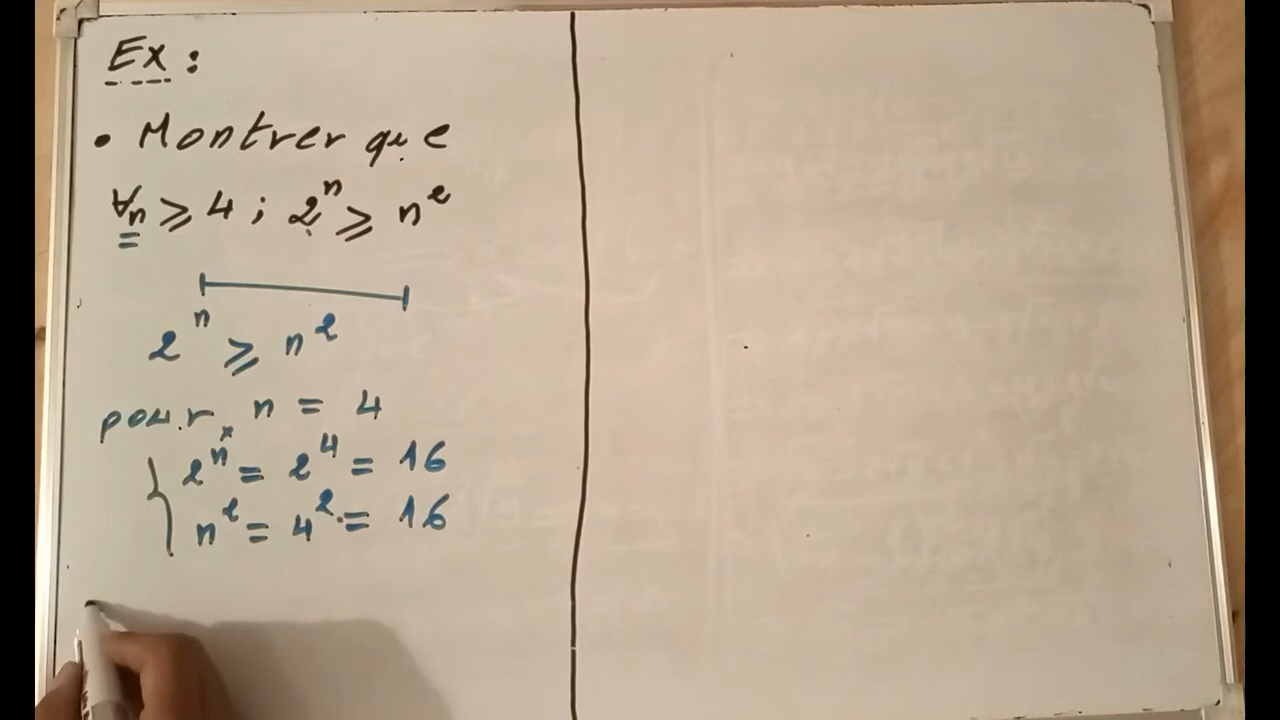 Ex :
• Montrer que
∀n ⩾ 4 ; 2ⁿ ⩾ n²
2ⁿ ⩾ n²
pour n = 4
2ⁿ = 2⁴ = 16
n² = 4² = 16